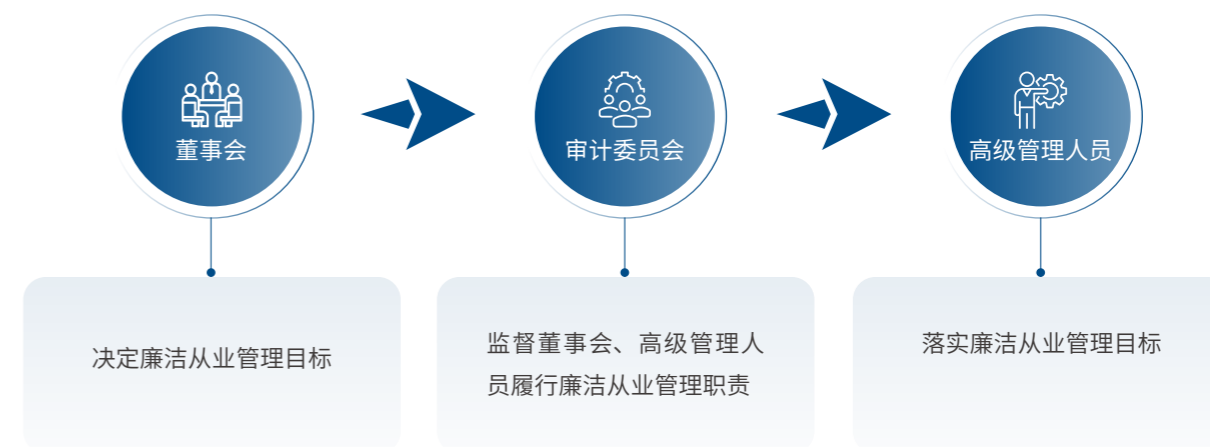 董事会
审计委员会
高级管理人员
决定廉洁从业管理目标
监督董事会、高级管理人
员履行廉洁从业管理职责
落实廉洁从业管理目标